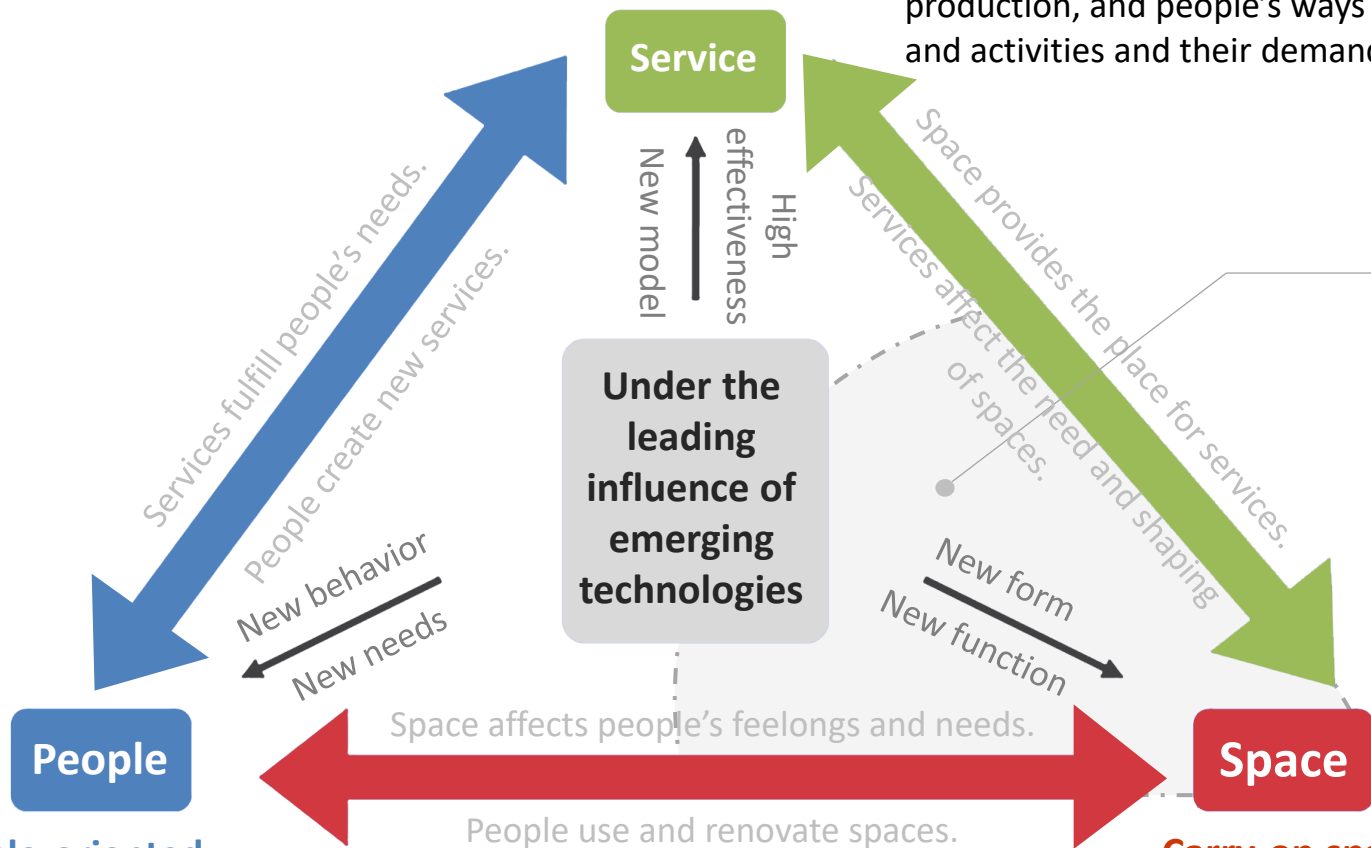 production, and people's ways
and activities and their
Service
Space provides the place for services.
Services affect the need and shaping
of spaces.
Services fulfill people's needs.
People create new services.
New model
High
effectiveness
Under the
leading
influence of
emerging
technologies
New behavior
New needs
New form
New function
Space affects people's feelongs and needs.
People
Space
People use and renovate spaces.
oriented
Carry on